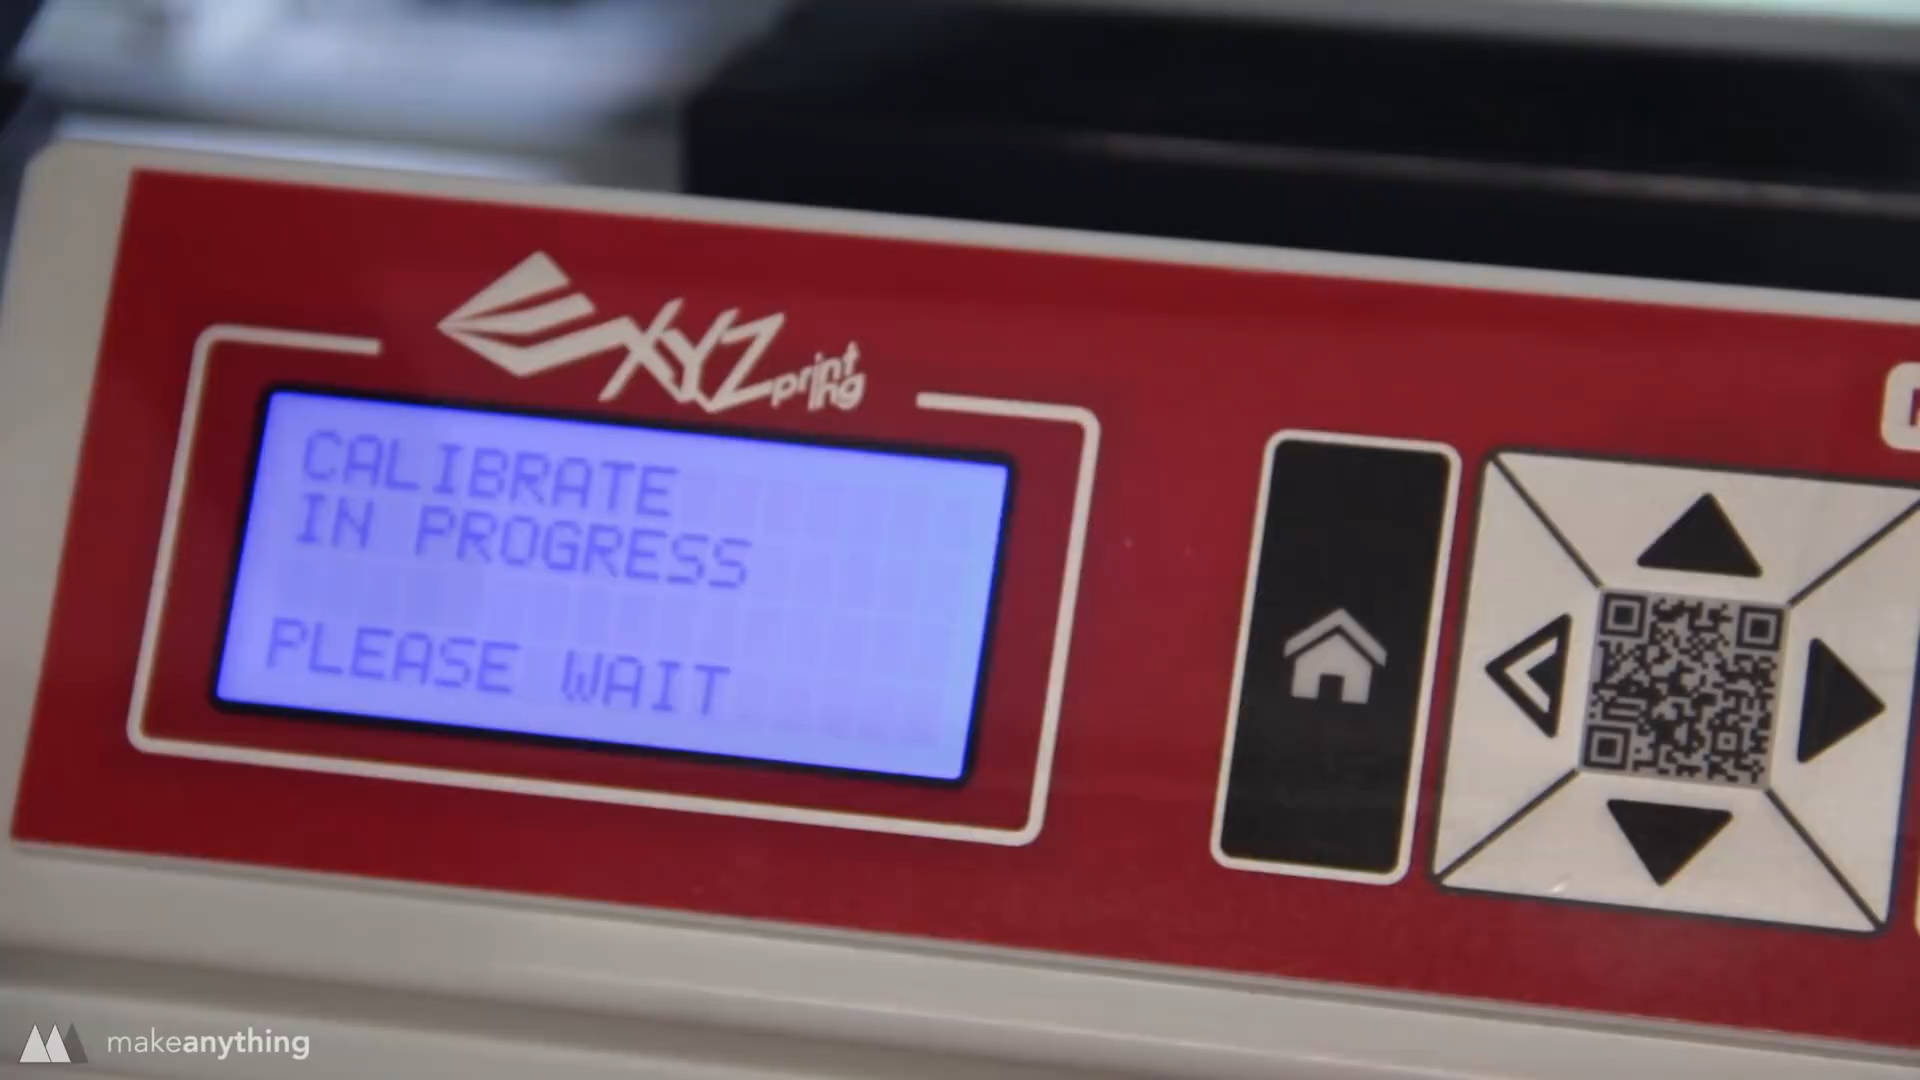 XYZprinting
CALIBRATE
IN PROGRESS
PLEASE WAIT
makeanything